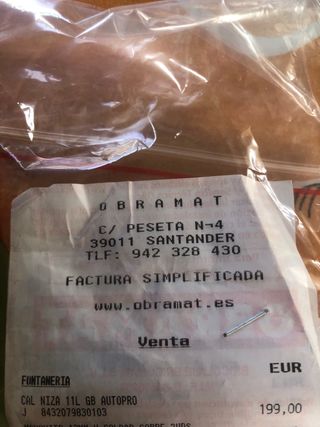 OBRAMAT
C/ PESETA N¬4
39011 SANTANDER
TLF: 942 328 430
FACTURA SIMPLIFICADA
www.obramat.es
Venta
EUR
FONTANERIA
CAL NIZA 11L GB AUTOPRO
J 8432079830103 199,00